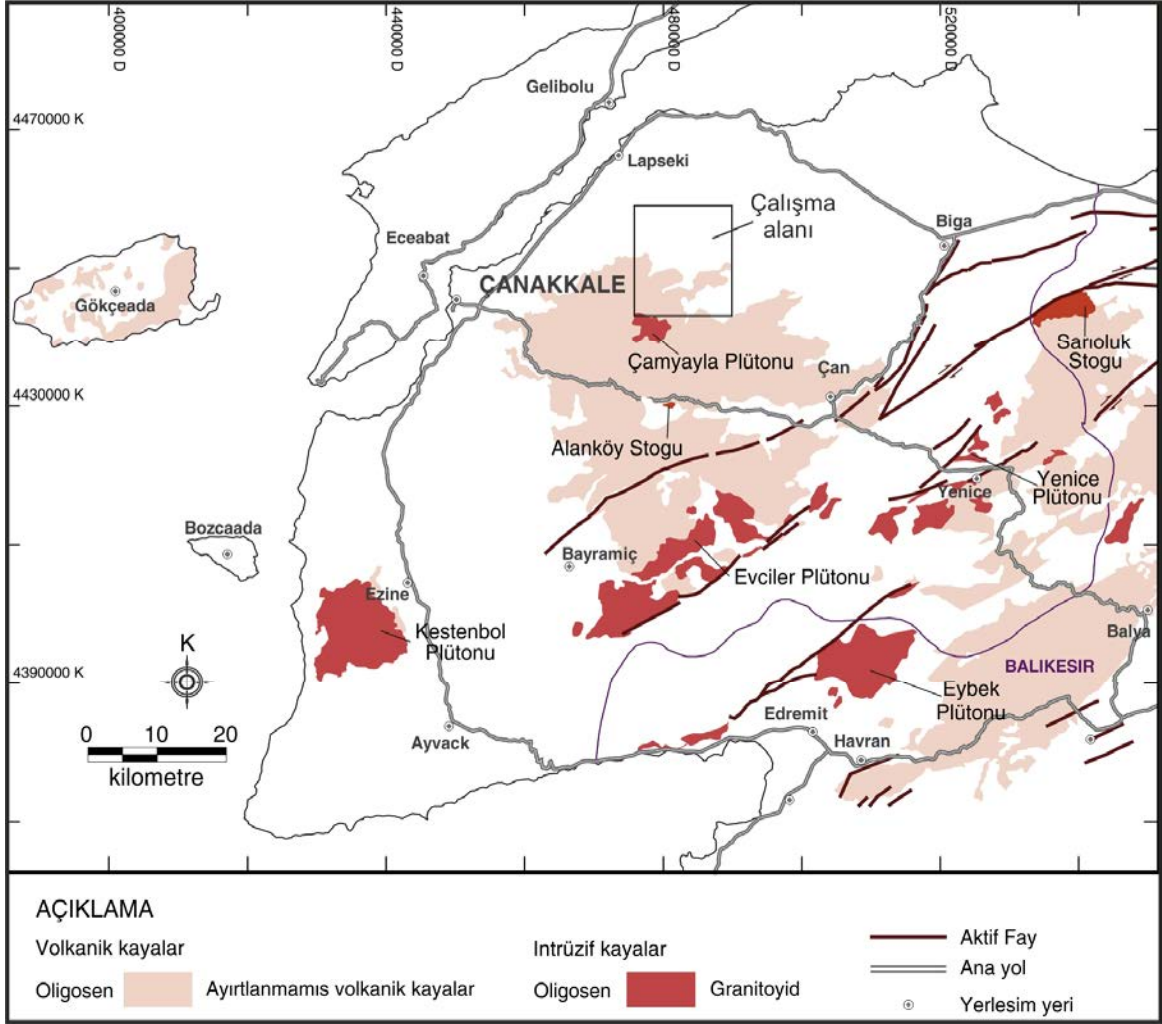 400000 D
440000 D
480000 D
520000 D
Gelibolu
4470000 K
Lapseki
Çalışma
alanı
Biga
Eceabat
ÇANAKKALE
Gökçeada
Sarıoluk
Stogu
Çamyayla Plütonu
Çan
4430000 K
Alanköy Stogu
Yenice
Yenice
Plütonu
Bozcaada
Bayramiç
Evciler Plütonu
Ezine
Kestenbol
Plütonu
Balya
K
4390000 K
BALIKESIR
Eybek
Plütonu
Edremit
Havran
Ayvack
0 10 20
kilometre
AÇIKLAMA
Volkanik kayalar
Oligosen
Ayırtlanmamıs volkanik kayalar
Intrüzif kayalar
Oligosen
Granitoyid
Aktif Fay
Ana yol
Yerlesim yeri